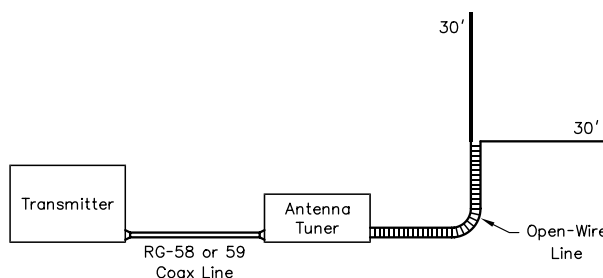 30'
30'
Transmitter
Antenna
Tuner
RG-58 or 59
Coax Line
Open-Wire
Line